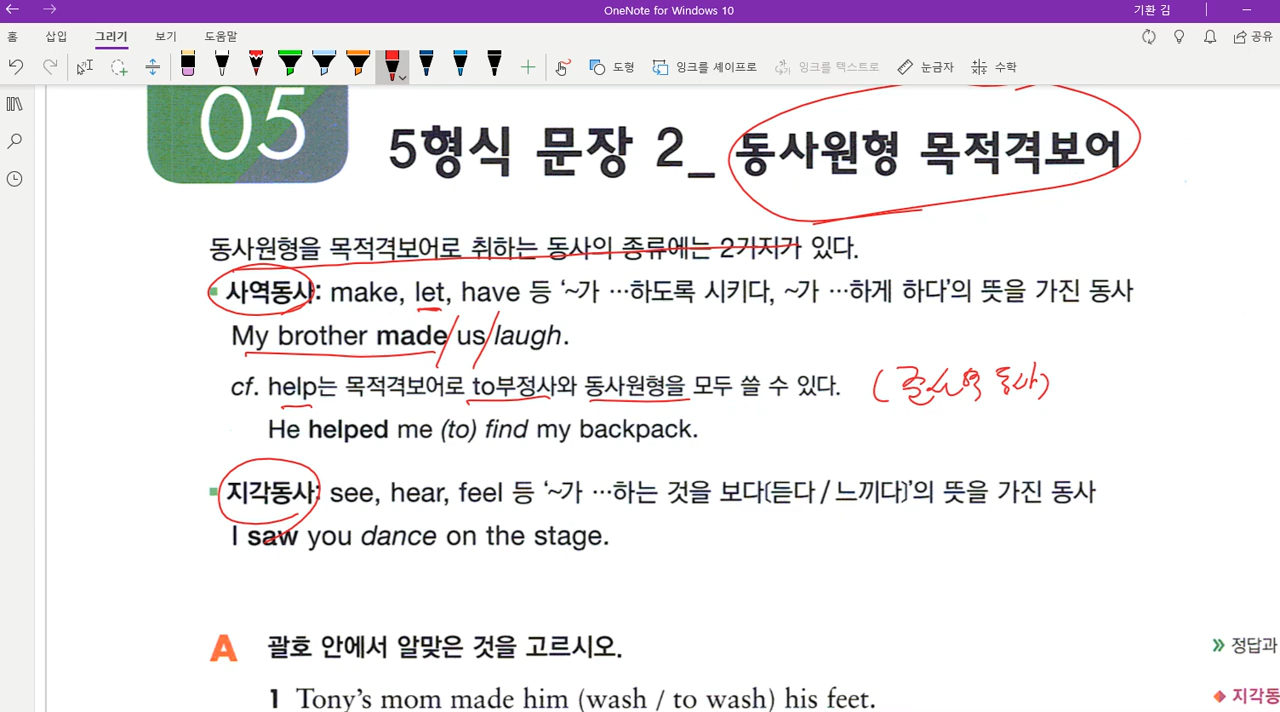 OneNote for Windows 10
기환 김
홈 삽입 그리기 보기 도움말
공유
도형 잉크를 셰이프로 잉크를 텍스트로 눈금자 수학
05
5형식 문장 2_ 동사원형 목적격보어
동사원형을 목적격보어로 취하는 동사의 종류에는 2가지가 있다.
사역동사: make, let, have 등 ‘~가 …하도록 시키다, ~가 …하게 하다’의 뜻을 가진 동사
My brother made us laugh.
cf. help는 목적격보어로 to부정사와 동사원형을 모두 쓸 수 있다. (준사역 동사)
He helped me (to) find my backpack.
지각동사: see, hear, feel 등 ‘~가 …하는 것을 보다(듣다 / 느끼다)’의 뜻을 가진 동사
I saw you dance on the stage.
A 괄호 안에서 알맞은 것을 고르시오.
정답과
1 Tony’s mom made him (wash / to wash) his feet.
지각동